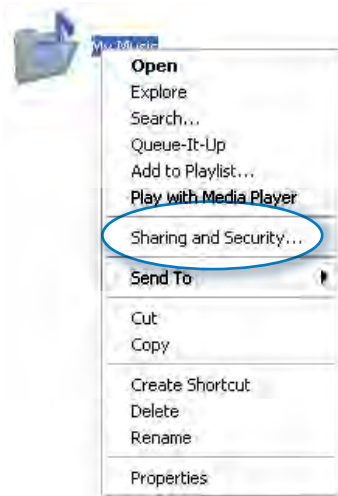 My Music
Open
Explore
Search...
Queue-It-Up
Add to Playlist...
Play with Media Player
Sharing and Security...
Send To
Cut
Copy
Create Shortcut
Delete
Rename
Properties